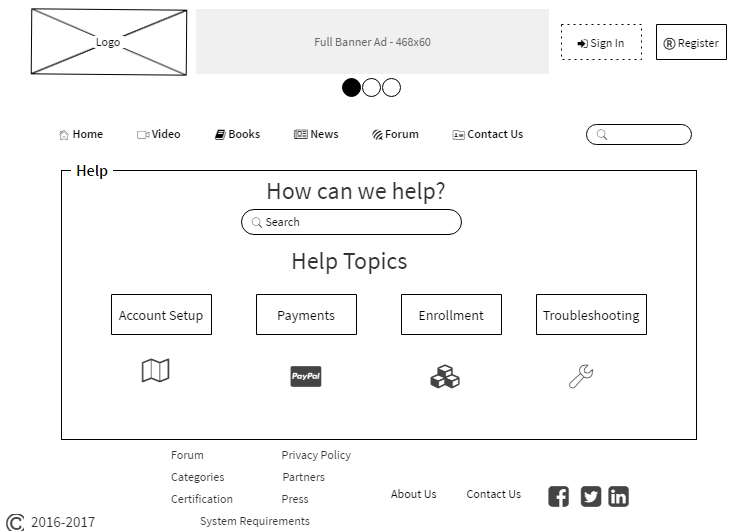 Logo
Full Banner Ad - 468x60
Sign In
® Register
Home Video Books News Forum Contact Us
Help
How can we help?
Search
Help Topics
Account Setup Payments Enrollment Troubleshooting
PayPal
Forum Privacy Policy
Categories Partners
Certification Press
About Us Contact Us
System Requirements
© 2016-2017